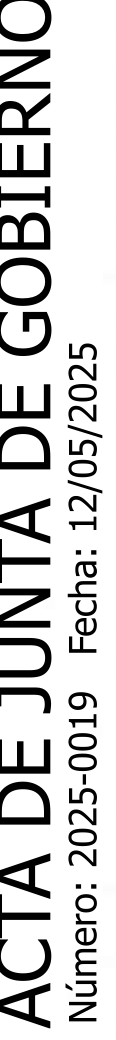 ACTA DE JUNTA DE GOBIERNO
Número: 2025-0019 Fecha: 12/05/2025